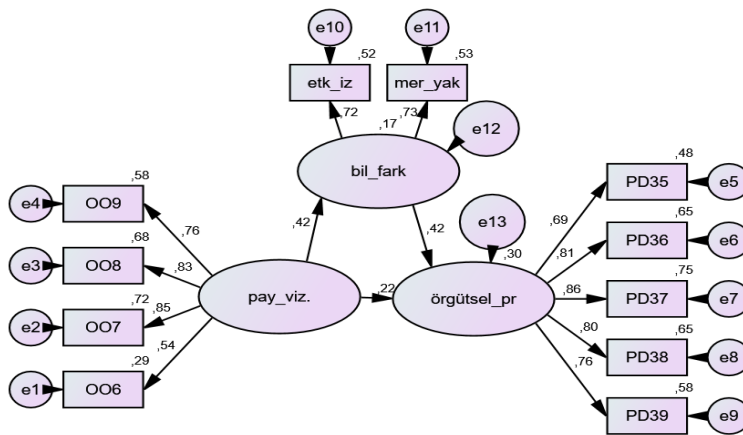 e10
e11
,52
,53
etk_iz
mer_yak
,72
,73
,17
e12
bil_fark
,58
e4
OO9
,76
,68
e3
OO8
,83
,72
e2
OO7
,85
,29
e1
OO6
,54
pay_viz.
,42
,42
,22
e13
,30
örgütsel_pr
,48
PD35
e5
,69
,65
PD36
e6
,81
,75
PD37
e7
,86
,65
PD38
e8
,80
,58
PD39
e9
,76